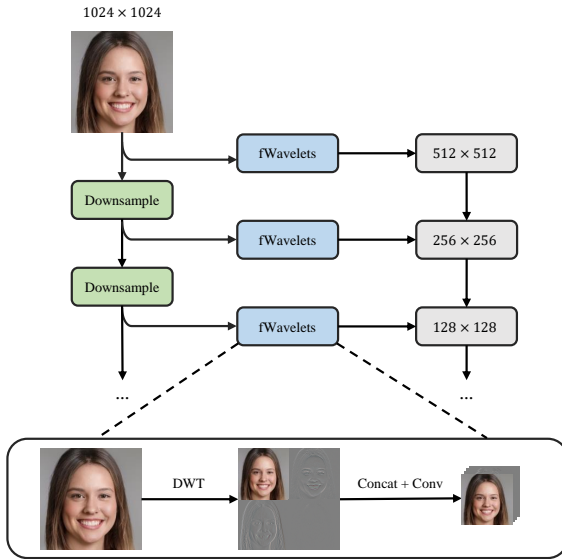 1024 × 1024
fWavelets
512 × 512
Downsample
fWavelets
256 × 256
Downsample
fWavelets
128 × 128
...
...
DWT
Concat + Conv